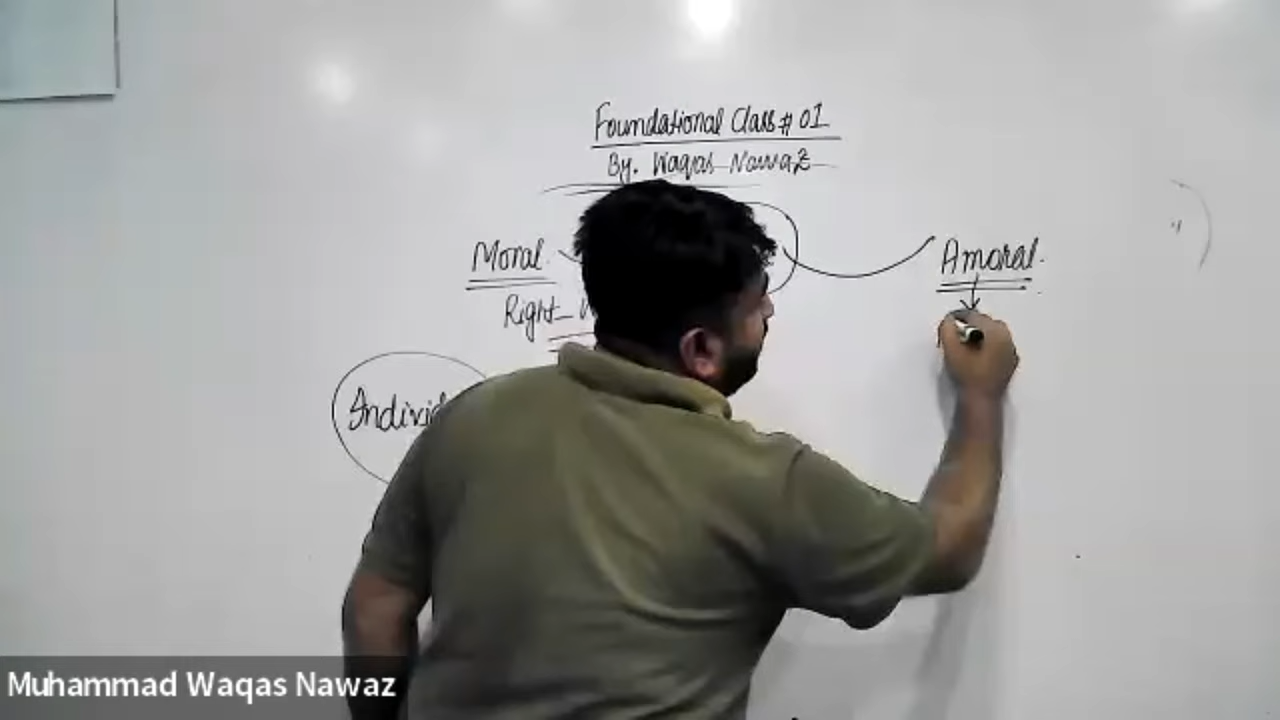 Foundational Class # 01
By. Waqas Nawaz
Moral.
Amoral.
Right
Muhammad Waqas Nawaz